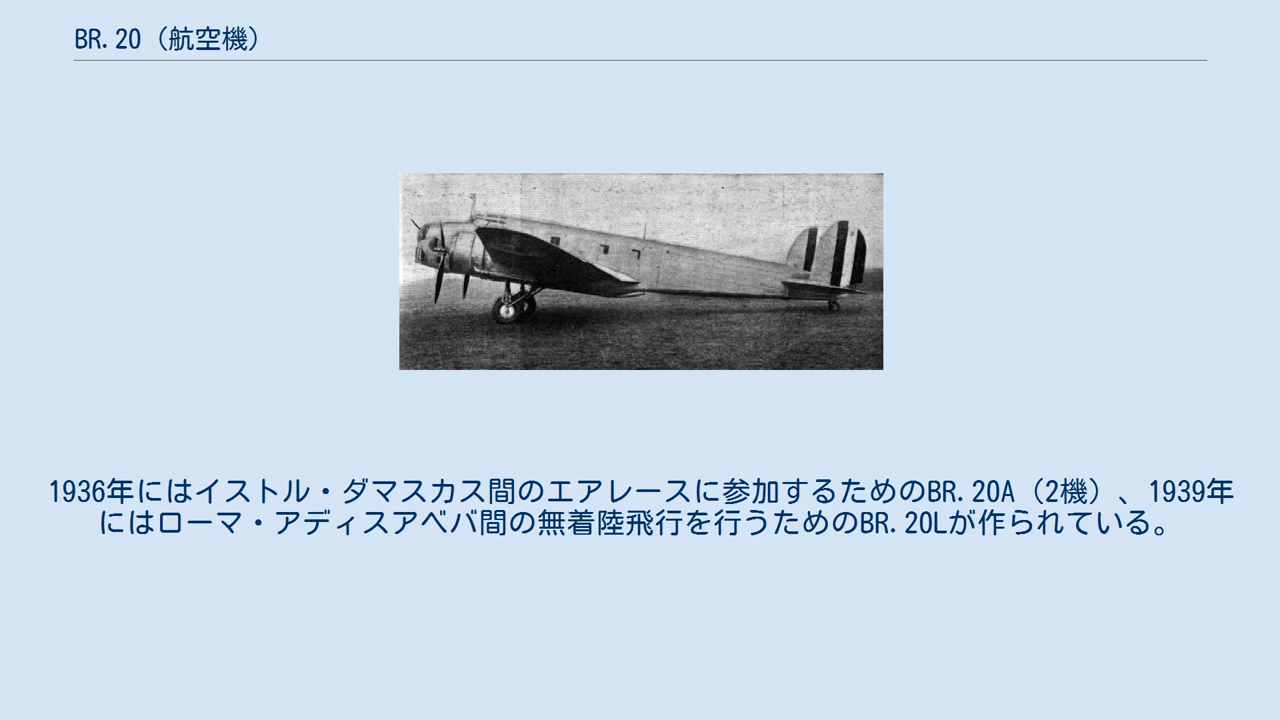 BR.20（航空機）
1936年にはイストル・ダマスカス間のエアレースに参加するためのBR.20A（2機）、1939年
にはローマ・アディスアベバ間の無着陸飛行を行うためのBR.20Lが作られている。